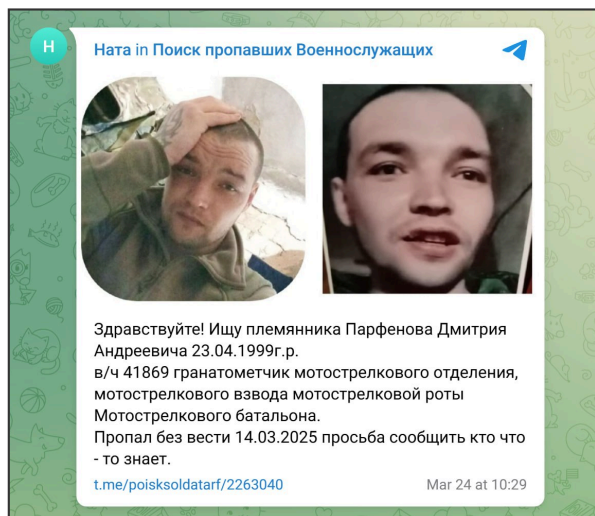 Н
Ната in Поиск пропавших Военнослужащих
Здравствуйте! Ищу племянника Парфенова Дмитрия
Андреевича 23.04.1999г.р.
в/ч 41869 гранатометчик мотострелкового отделения,
мотострелкового взвода мотострелковой роты
Мотострелкового батальона.
Пропал без вести 14.03.2025 просьба сообщить кто что
- то знает.
t.me/poisksoldatarf/2263040
Mar 24 at 10:29